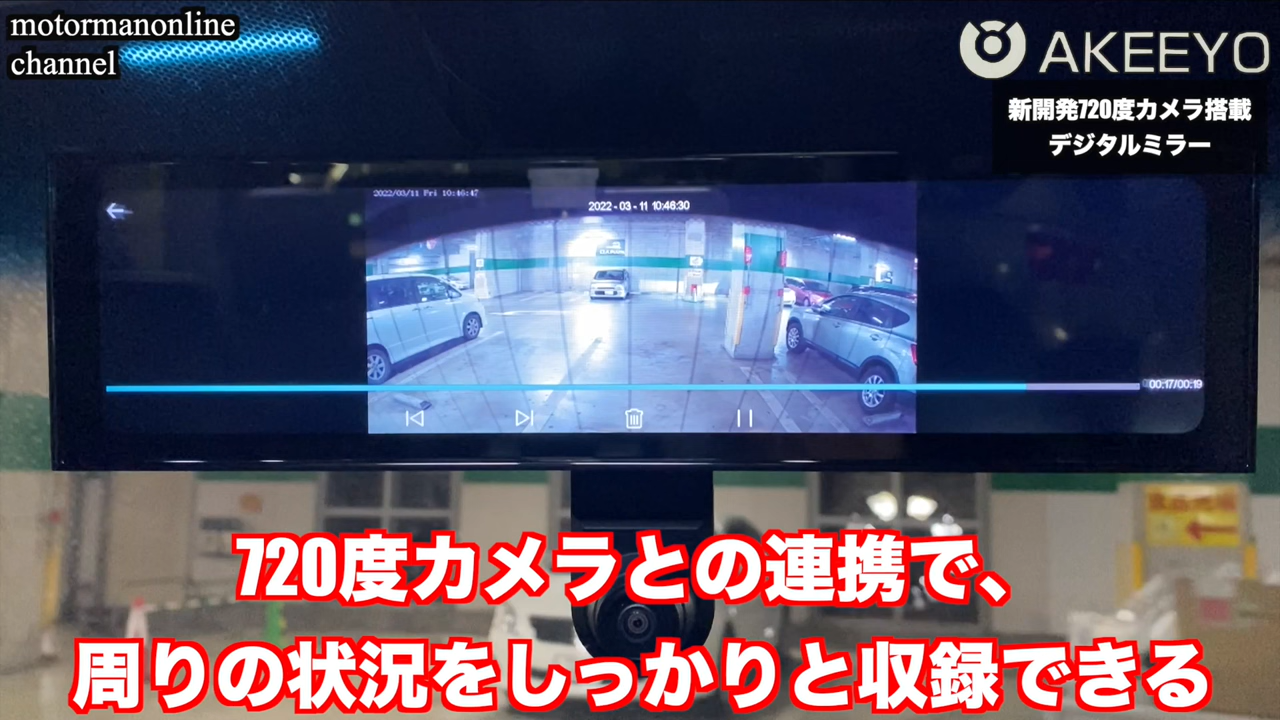 motormanonline
channel
AKEEYO
新開発720度カメラ搭載
デジタルミラー
2022/03/11 Fri 10:46:47
2022-03-11 10:46:30
00:17/00:19
720度カメラとの連携で、
周りの状況をしっかりと収録できる